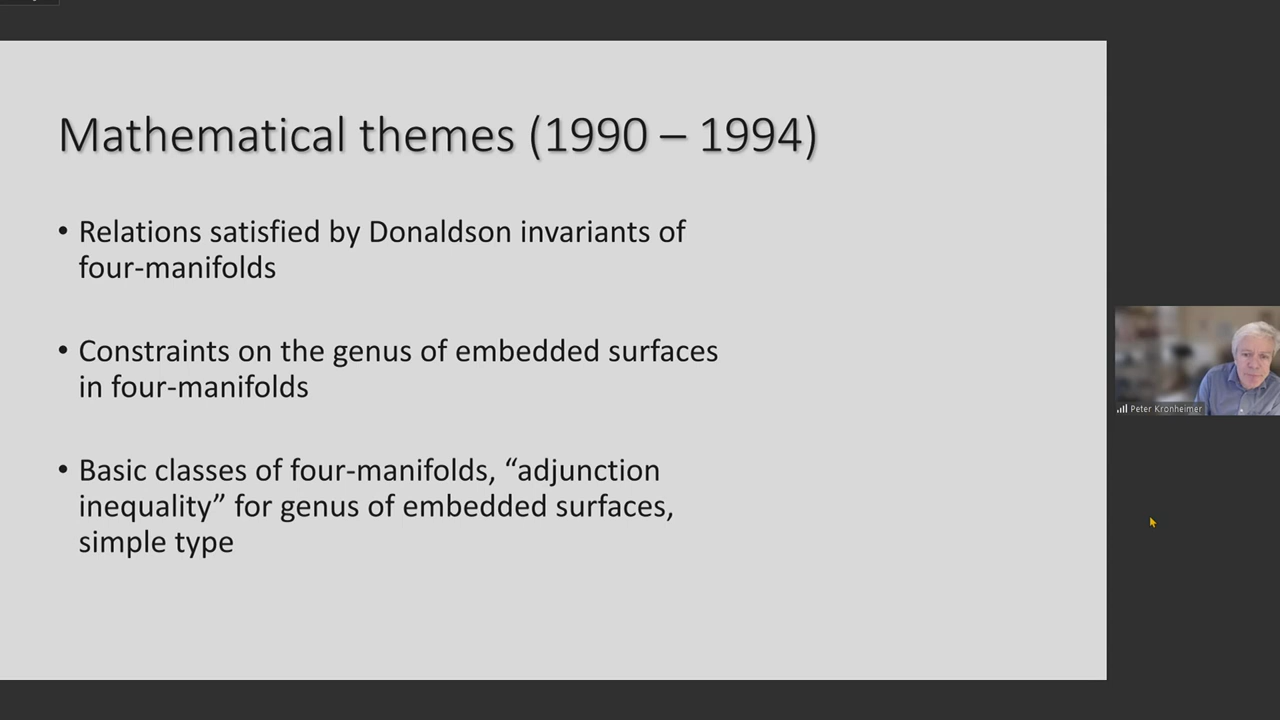 Mathematical themes (1990 – 1994)
• Relations satisfied by Donaldson invariants of
four-manifolds
• Constraints on the genus of embedded surfaces
in four-manifolds
• Basic classes of four-manifolds, “adjunction
inequality” for genus of embedded surfaces,
simple type
Peter Kronheimer